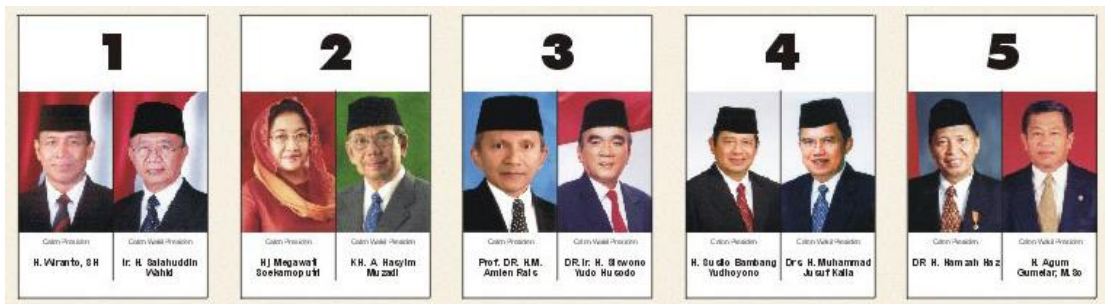 1
Calon Presiden
H. Wiranto, SH
Calon Wakil Presiden
Ir. H. Salahuddin
Wahid
2
Calon Presiden
Hj Megawati
Soekarnoputri
Calon Wakil Presiden
KH. A. Hasyim
Muzadi
3
Calon Presiden
Prof. DR. H.M.
Amien Rais
Calon Wakil Presiden
DR. Ir. H. Siswono
Yudo Husodo
4
Calon Presiden
H. Susilo Bambang
Yudhoyono
Calon Wakil Presiden
Drs H. Muhammad
Jusuf Kalla
5
Calon Presiden
DR H. Hamzah Haz
Calon Wakil Presiden
H. Agum
Gumelar, M.Sc